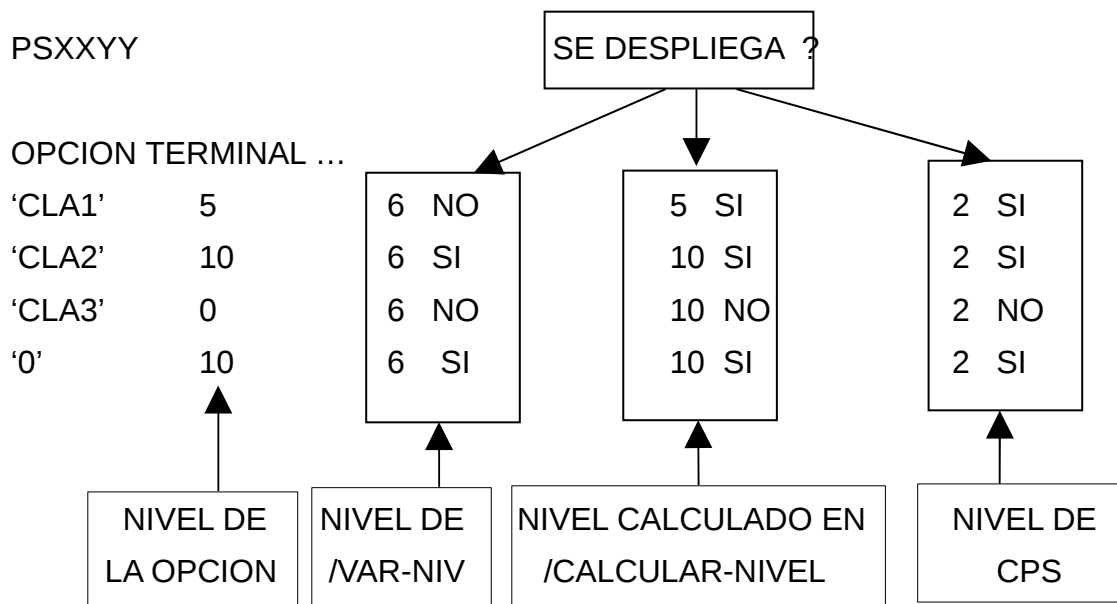 PSXXYY SE DESPLIEGA ?
OPCION TERMINAL …
‘CLA1’ 5 6 NO 5 SI 2 SI
‘CLA2’ 10 6 SI 10 SI 2 SI
‘CLA3’ 0 6 NO 10 NO 2 NO
‘0’ 10 6 SI 10 SI 2 SI
NIVEL DE LA OPCION
NIVEL DE /VAR-NIV
NIVEL CALCULADO EN /CALCULAR-NIVEL
NIVEL DE CPS